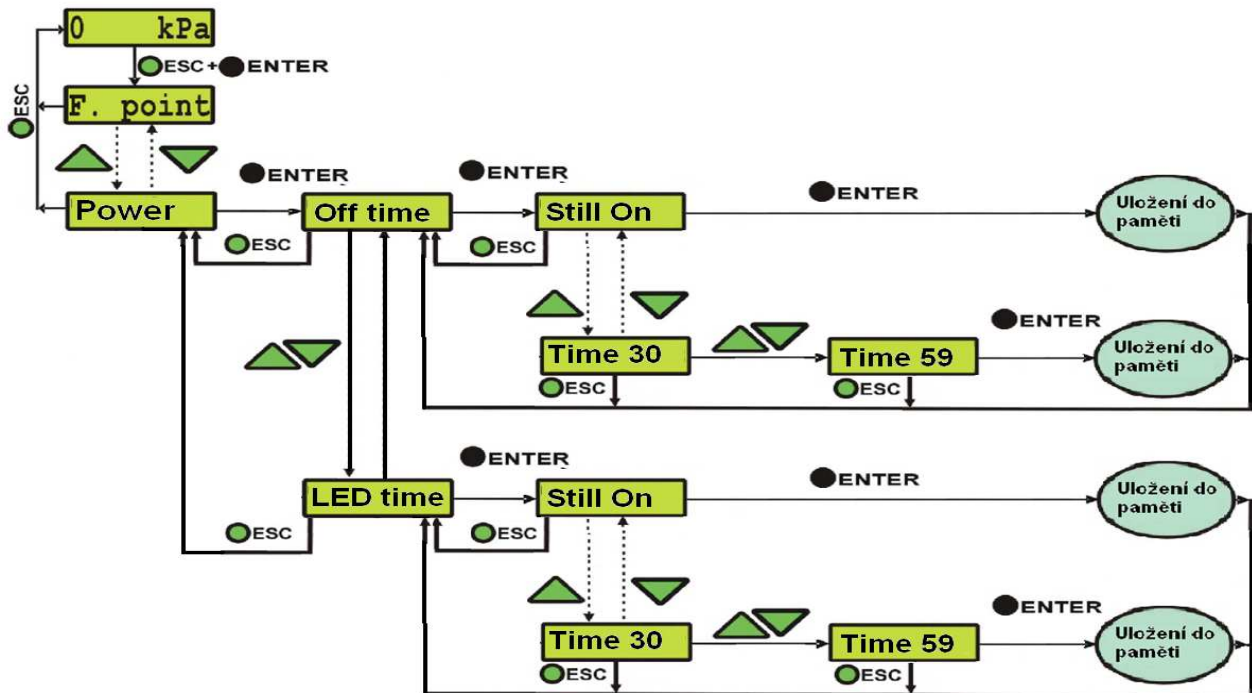 0 kPa
ESC + ENTER
F. point
ESC
ENTER
ENTER
ENTER
Power
Off time
Still On
Uložení do
paměti
ESC
ESC
ENTER
Time 30
Time 59
Uložení do
paměti
ESC
ESC
ENTER
ENTER
LED time
Still On
Uložení do
paměti
ESC
ESC
ENTER
Time 30
Time 59
Uložení do
paměti
ESC
ESC